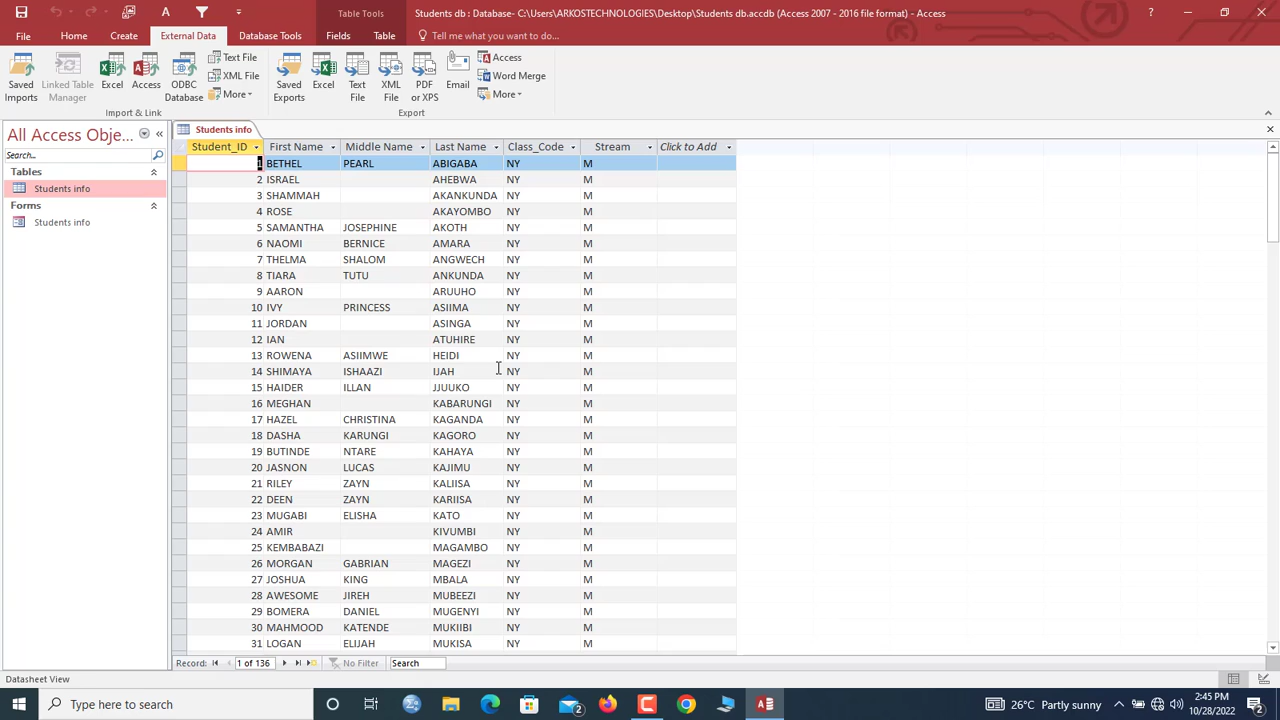 Students db : Database- C:\Users\ARKOSTECHNOLOGIES\Desktop\Students db.accdb (Access 2007 - 2016 file format) - Access
Table Tools
File Home Create External Data Database Tools Fields Table Tell me what you want to do...
Saved Imports
Linked Table Manager
Excel
Access
ODBC Database
Text File
XML File
More
Import & Link
Saved Exports
Excel
Text File
XML File
PDF or XPS
Email
Access
Word Merge
More
Export
All Access Obje...
Search...
Tables
Students info
Forms
Students info
Students info
Student_ID First Name Middle Name Last Name Class_Code Stream Click to Add
1 BETHEL PEARL ABIGABA NY M
2 ISRAEL AHEBWA NY M
3 SHAMMAH AKANKUNDA NY M
4 ROSE AKAYOMBO NY M
5 SAMANTHA JOSEPHINE AKOTH NY M
6 NAOMI BERNICE AMARA NY M
7 THELMA SHALOM ANGWECH NY M
8 TIARA TUTU ANKUNDA NY M
9 AARON ARUUHO NY M
10 IVY PRINCESS ASIIMA NY M
11 JORDAN ASINGA NY M
12 IAN ATUHIRE NY M
13 ROWENA ASIIMWE HEIDI NY M
14 SHIMAYA ISHAAZI IJAH NY M
15 HAIDER ILLAN JJUUKO NY M
16 MEGHAN KABARUNGI NY M
17 HAZEL CHRISTINA KAGANDA NY M
18 DASHA KARUNGI KAGORO NY M
19 BUTINDE NTARE KAHAYA NY M
20 JASNON LUCAS KAJIMU NY M
21 RILEY ZAYN KALIISA NY M
22 DEEN ZAYN KARIISA NY M
23 MUGABI ELISHA KATO NY M
24 AMIR KIVUMBI NY M
25 KEMBABAZI MAGAMBO NY M
26 MORGAN GABRIAN MAGEZI NY M
27 JOSHUA KING MBALA NY M
28 AWESOME JIREH MUBEEZI NY M
29 BOMERA DANIEL MUGENYI NY M
30 MAHMOOD KATENDE MUKIIBI NY M
31 LOGAN ELIJAH MUKISA NY M
Record: 1 of 136 No Filter Search
Datasheet View
Type here to search
2
26°C Partly sunny
2:45 PM
10/28/2022
2